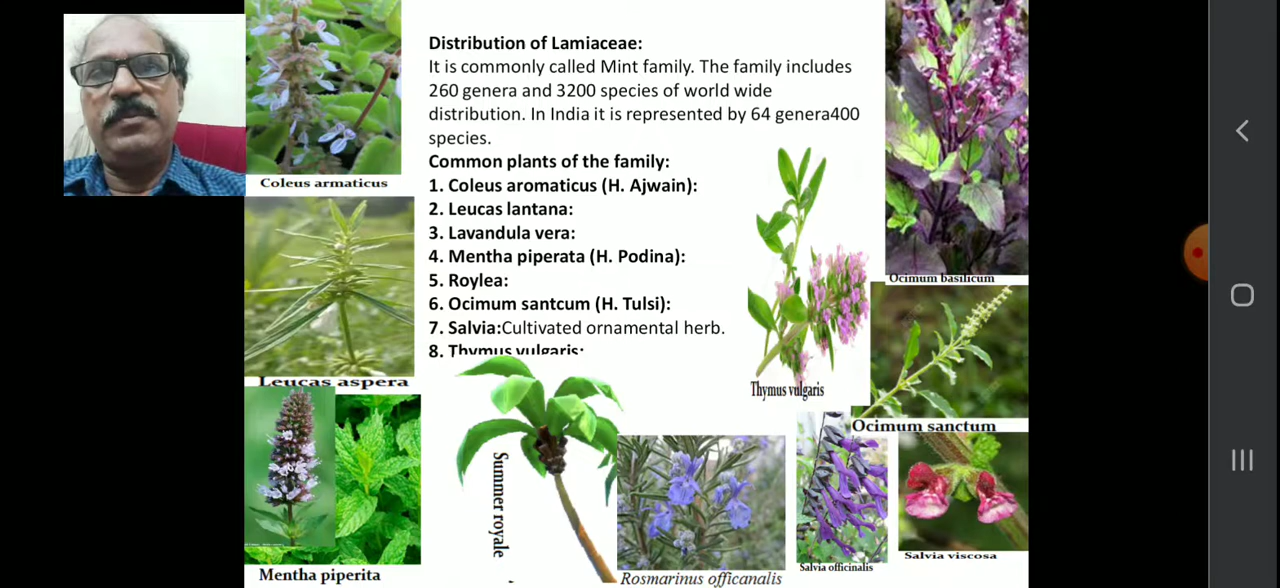 Distribution of Lamiaceae:
It is commonly called Mint family. The family includes
260 genera and 3200 species of world wide
distribution. In India it is represented by 64 genera400
species.
Common plants of the family:
1. Coleus aromaticus (H. Ajwain):
2. Leucas lantana:
3. Lavandula vera:
4. Mentha piperata (H. Podina):
5. Roylea:
6. Ocimum santcum (H. Tulsi):
7. Salvia:Cultivated ornamental herb.
8. Thymus vulgaris:
Coleus armaticus
Leucas aspera
Mentha piperita
Summer royale
Rosmarinus officanalis
Thymus vulgaris
Ocimum basilicum
Ocimum sanctum
Salvia officinalis
Salvia viscosa